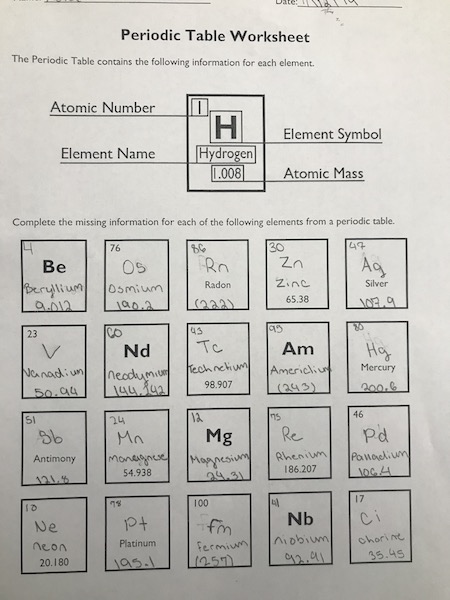 Date:
Periodic Table Worksheet
The Periodic Table contains the following information for each element.
Atomic Number
1
H
Element Symbol
Element Name
Hydrogen
1.008
Atomic Mass
Complete the missing information for each of the following elements from a periodic table.
4
Be
Beryllium
9.012
76
Os
Osmium
190.2
86
Rn
Radon
(222)
30
Zn
Zinc
65.38
47
Ag
Silver
107.9
23
V
Vanadium
50.94
60
Nd
neodymium
144.242
43
Tc
Technetium
98.907
95
Am
Americium
(243)
80
Hg
Mercury
200.6
51
Sb
Antimony
121.8
24
Mn
54.938
12
Mg
Magnesium
24.31
75
Re
Rhenium
186.207
46
Pd
Palladium
106.4
10
Ne
neon
20.180
78
Pt
Platinum
195.1
100
fm
fermium
(257)
41
Nb
niobium
92.91
17
Ci
chorine
35.45